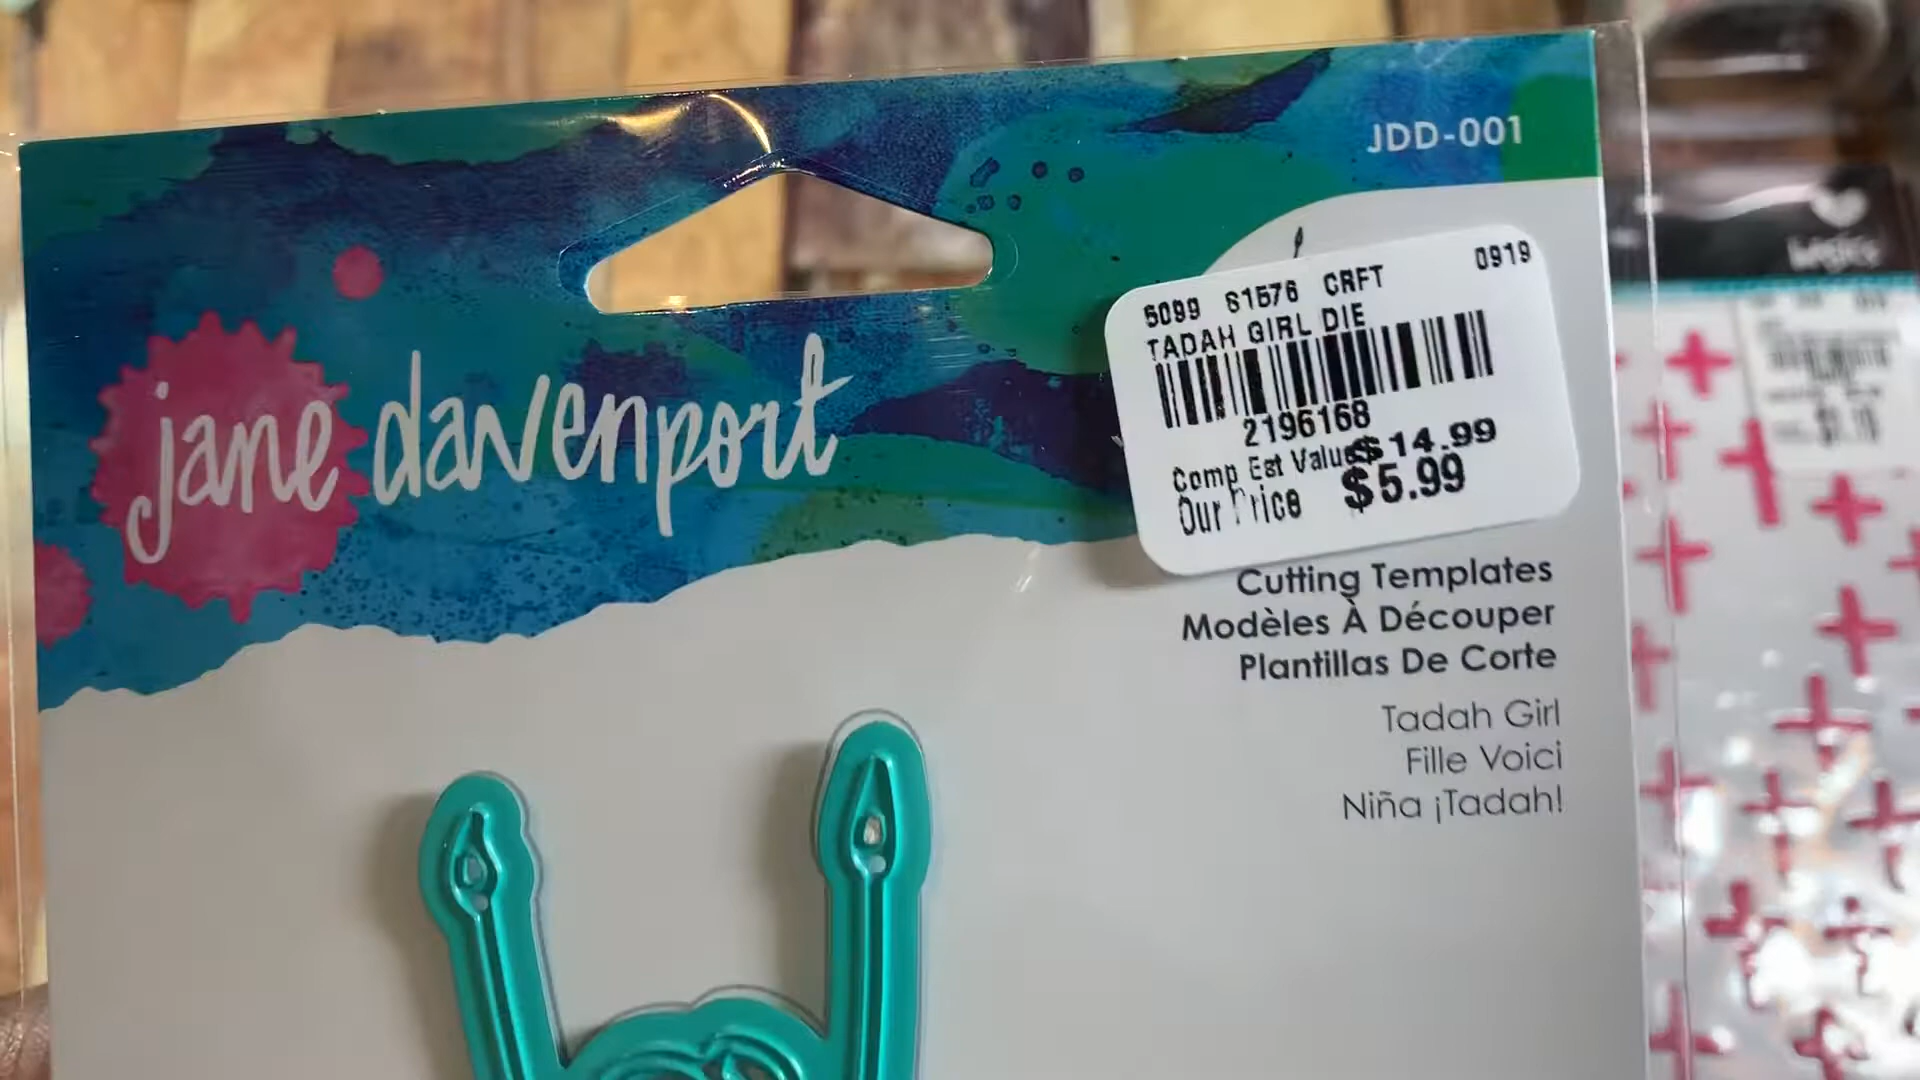 JDD-001
jane davenport
5099 61576 CRFT 0919
TADAH GIRL DIE
2196168
Comp Est Value $14.99
Our Price $5.99
Cutting Templates
Modèles À Découper
Plantillas De Corte
Tadah Girl
Fille Voici
Niña ¡Tadah!
basics